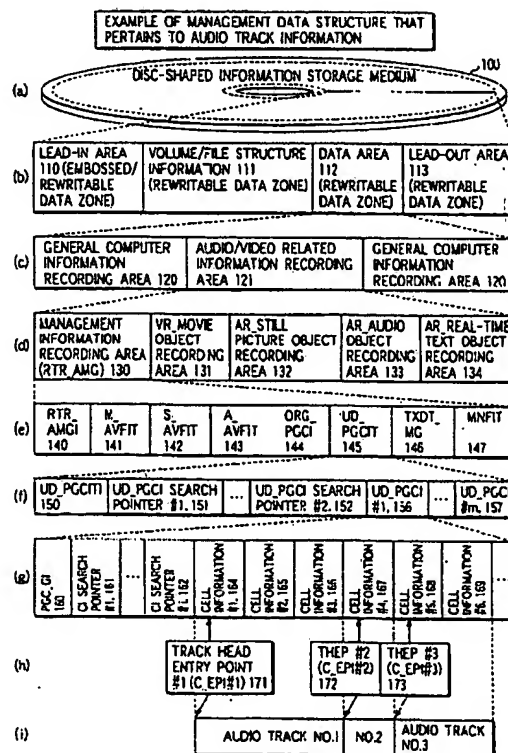 EXAMPLE OF MANAGEMENT DATA STRUCTURE THAT
PERTAINS TO AUDIO TRACK INFORMATION
100
DISC-SHAPED INFORMATION STORAGE MEDIUM
(a)
(b)
LEAD-IN AREA
110 (EMBOSSED/
REWRITABLE
DATA ZONE)
VOLUME/FILE STRUCTURE
INFORMATION 111
(REWRITABLE DATA ZONE)
DATA AREA
112
(REWRITABLE
DATA ZONE)
LEAD-OUT AREA
113
(REWRITABLE
DATA ZONE)
(c)
GENERAL COMPUTER
INFORMATION
RECORDING AREA 120
AUDIO/VIDEO RELATED
INFORMATION RECORDING
AREA 121
GENERAL COMPUTER
INFORMATION
RECORDING AREA 120
(d)
MANAGEMENT
INFORMATION
RECORDING AREA
(RTR_AMG) 130
VR_MOVIE
OBJECT
RECORDING
AREA 131
AR_STILL
PICTURE OBJECT
RECORDING
AREA 132
AR_AUDIO
OBJECT
RECORDING
AREA 133
AR_REAL-TIME
TEXT OBJECT
RECORDING
AREA 134
(e)
RTR_
AMGI
140
M_
AVFIT
141
S_
AVFIT
142
A_
AVFIT
143
ORG_
PGCI
144
UD_
PGCIT
145
TXDT_
MG
146
MNFIT
147
(f)
UD_PGCITI
150
UD_PGCI SEARCH
POINTER #1, 151
...
UD_PGCI SEARCH
POINTER #2, 152
UD_PGCI
#1, 156
...
UD_PGCI
#m, 157
(g)
PGC_GI
160
CI SEARCH
POINTER
#1, 161
...
CI SEARCH
POINTER
#i, 162
CELL
INFORMATION
#1, 164
CELL
INFORMATION
#2, 165
CELL
INFORMATION
#3, 166
CELL
INFORMATION
#4, 167
CELL
INFORMATION
#5, 168
CELL
INFORMATION
#6, 169
...
(h)
TRACK HEAD
ENTRY POINT
#1 (C_EPI#1) 171
THEP #2
(C_EPI#2)
172
THEP #3
(C_EPI#3)
173
(i)
AUDIO TRACK NO.1
NO.2
AUDIO TRACK
NO.3